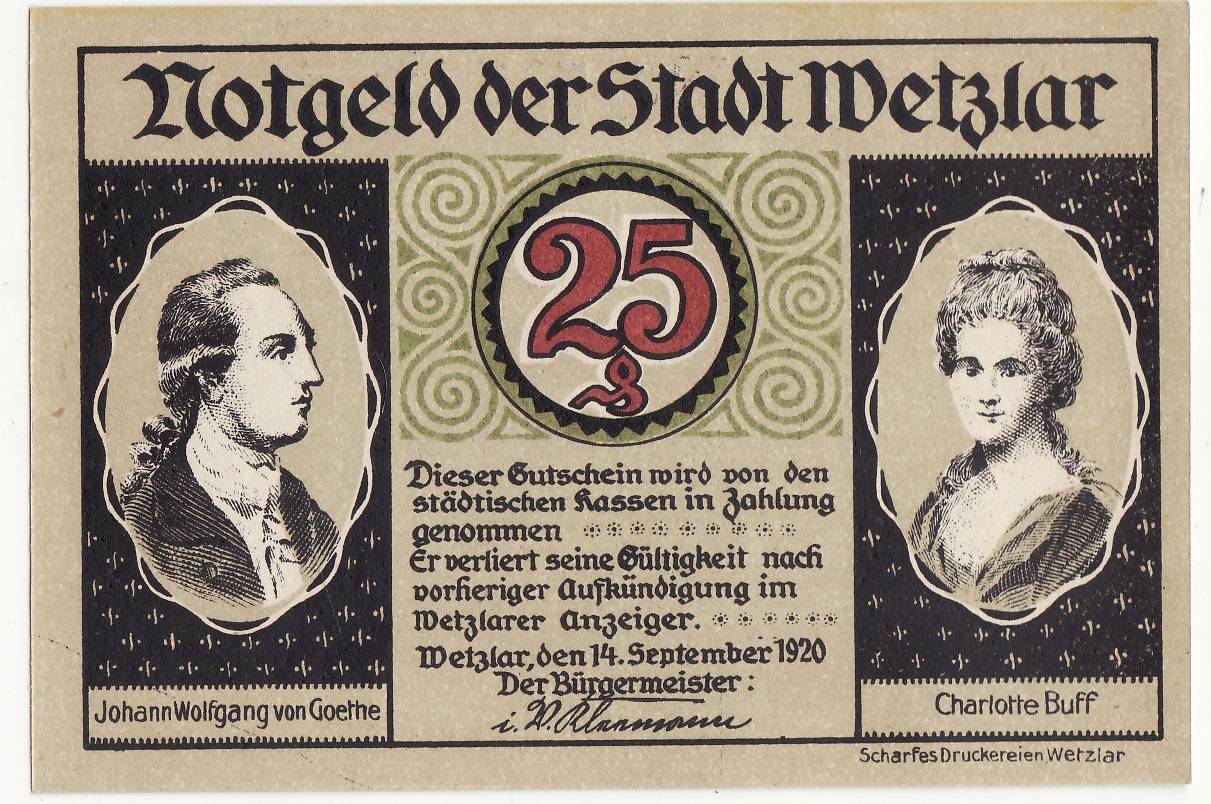 Notgeld der Stadt Wetzlar
25
₰
Dieser Gutschein wird von den
städtischen Kassen in Zahlung
genommen
Er verliert seine Gültigkeit nach
vorheriger Aufkündigung im
Wetzlarer Anzeiger.
Wetzlar, den 14. September 1920
Der Bürgermeister:
i. V.
Johann Wolfgang von Goethe
Charlotte Buff
Scharfes Druckereien, Wetzlar